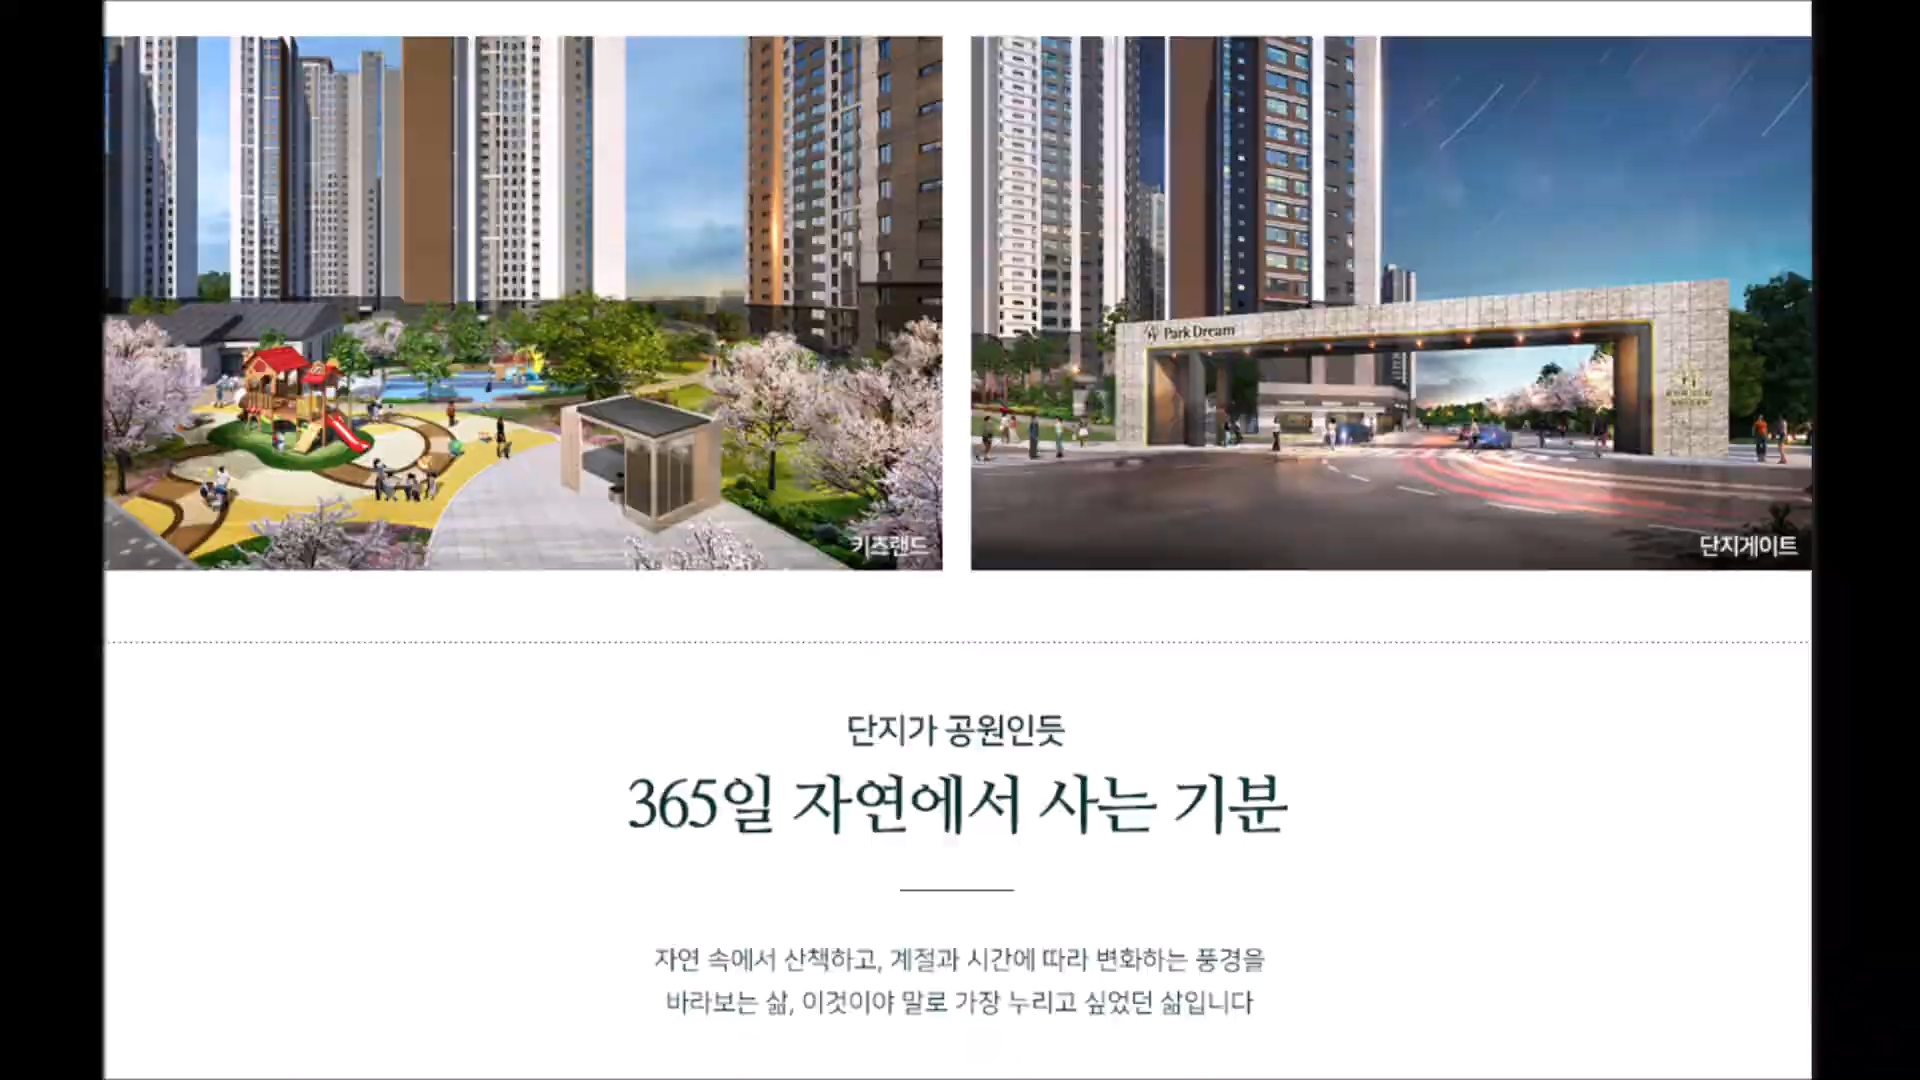 Park Dream
키즈랜드
단지게이트
단지가 공원인듯
365일 자연에서 사는 기분
자연 속에서 산책하고, 계절과 시간에 따라 변화하는 풍경을
바라보는 삶, 이것이야 말로 가장 누리고 싶었던 삶입니다